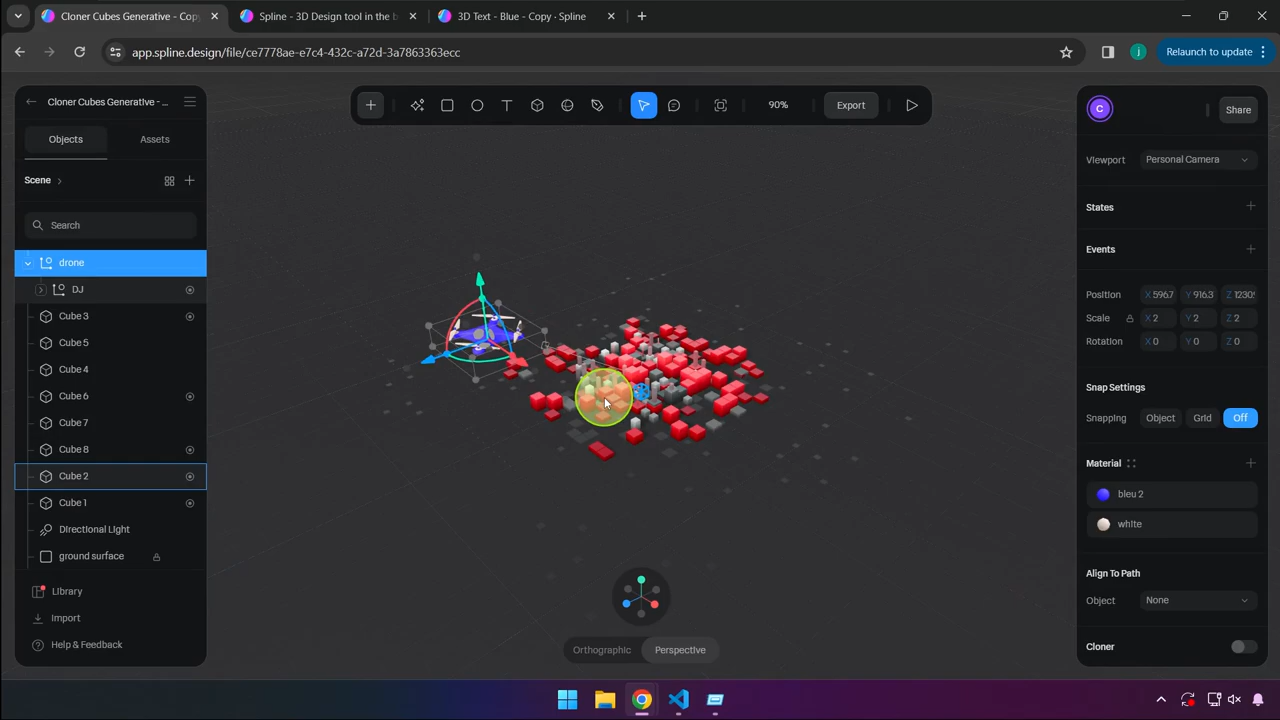 Cloner Cubes Generative - Copy
Spline - 3D Design tool in the b
3D Text - Blue - Copy · Spline
app.spline.design/file/ce7778ae-e7c4-432c-a72d-3a7863363ecc
j
Relaunch to update
Cloner Cubes Generative - ...
90%
Export
C
Share
Objects
Assets
Viewport
Personal Camera
Scene
States
Search
Events
drone
DJ
Position
X 596.7
Y 916.3
Z 1230
Cube 3
Scale
X 2
Y 2
Z 2
Cube 5
Rotation
X 0
Y 0
Z 0
Cube 4
Snap Settings
Cube 6
Snapping
Object
Grid
Off
Cube 7
Cube 8
Material
Cube 2
bleu 2
Cube 1
white
Directional Light
ground surface
Align To Path
Library
Object
None
Import
Help & Feedback
Orthographic
Perspective
Cloner